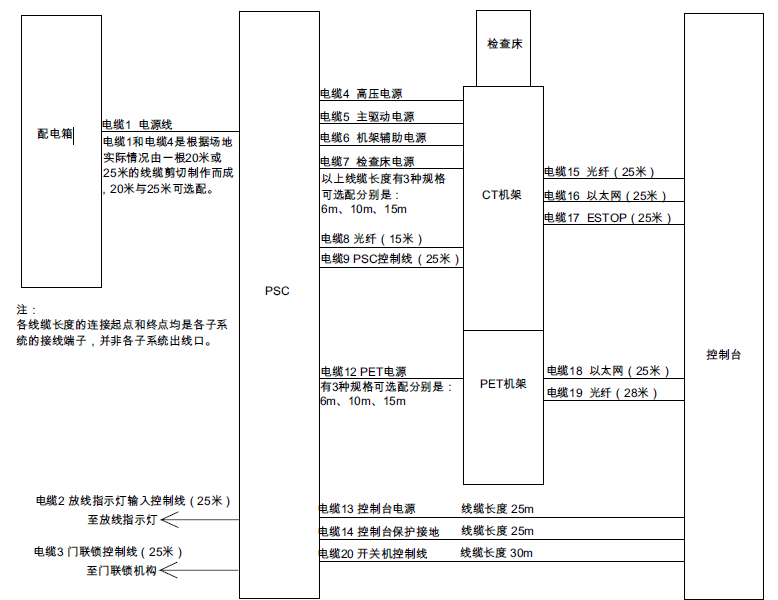 检查床
配电箱
电缆1 电源线
电缆1和电缆4是根据场地
实际情况由一根20米或
25米的线缆剪切制作而成
，20米与25米可选配。
注：
各线缆长度的连接起点和终点均是各子系
统的接线端子，并非各子系统出线口。
PSC
电缆4 高压电源
电缆5 主驱动电源
电缆6 机架辅助电源
电缆7 检查床电源
以上线缆长度有3种规格
可选配分别是：
6m、10m、15m
电缆8 光纤（15米）
电缆9 PSC控制线（25米）
CT机架
电缆15 光纤（25米）
电缆16 以太网（25米）
电缆17 ESTOP（25米）
控制台
电缆12 PET电源
有3种规格可选配分别是：
6m、10m、15m
PET机架
电缆18 以太网（25米）
电缆19 光纤（28米）
电缆2 放线指示灯输入控制线（25米）
至放线指示灯
电缆3 门联锁控制线（25米）
至门联锁机构
电缆13 控制台电源 线缆长度 25m
电缆14 控制台保护接地 线缆长度 25m
电缆20 开关机控制线 线缆长度 30m